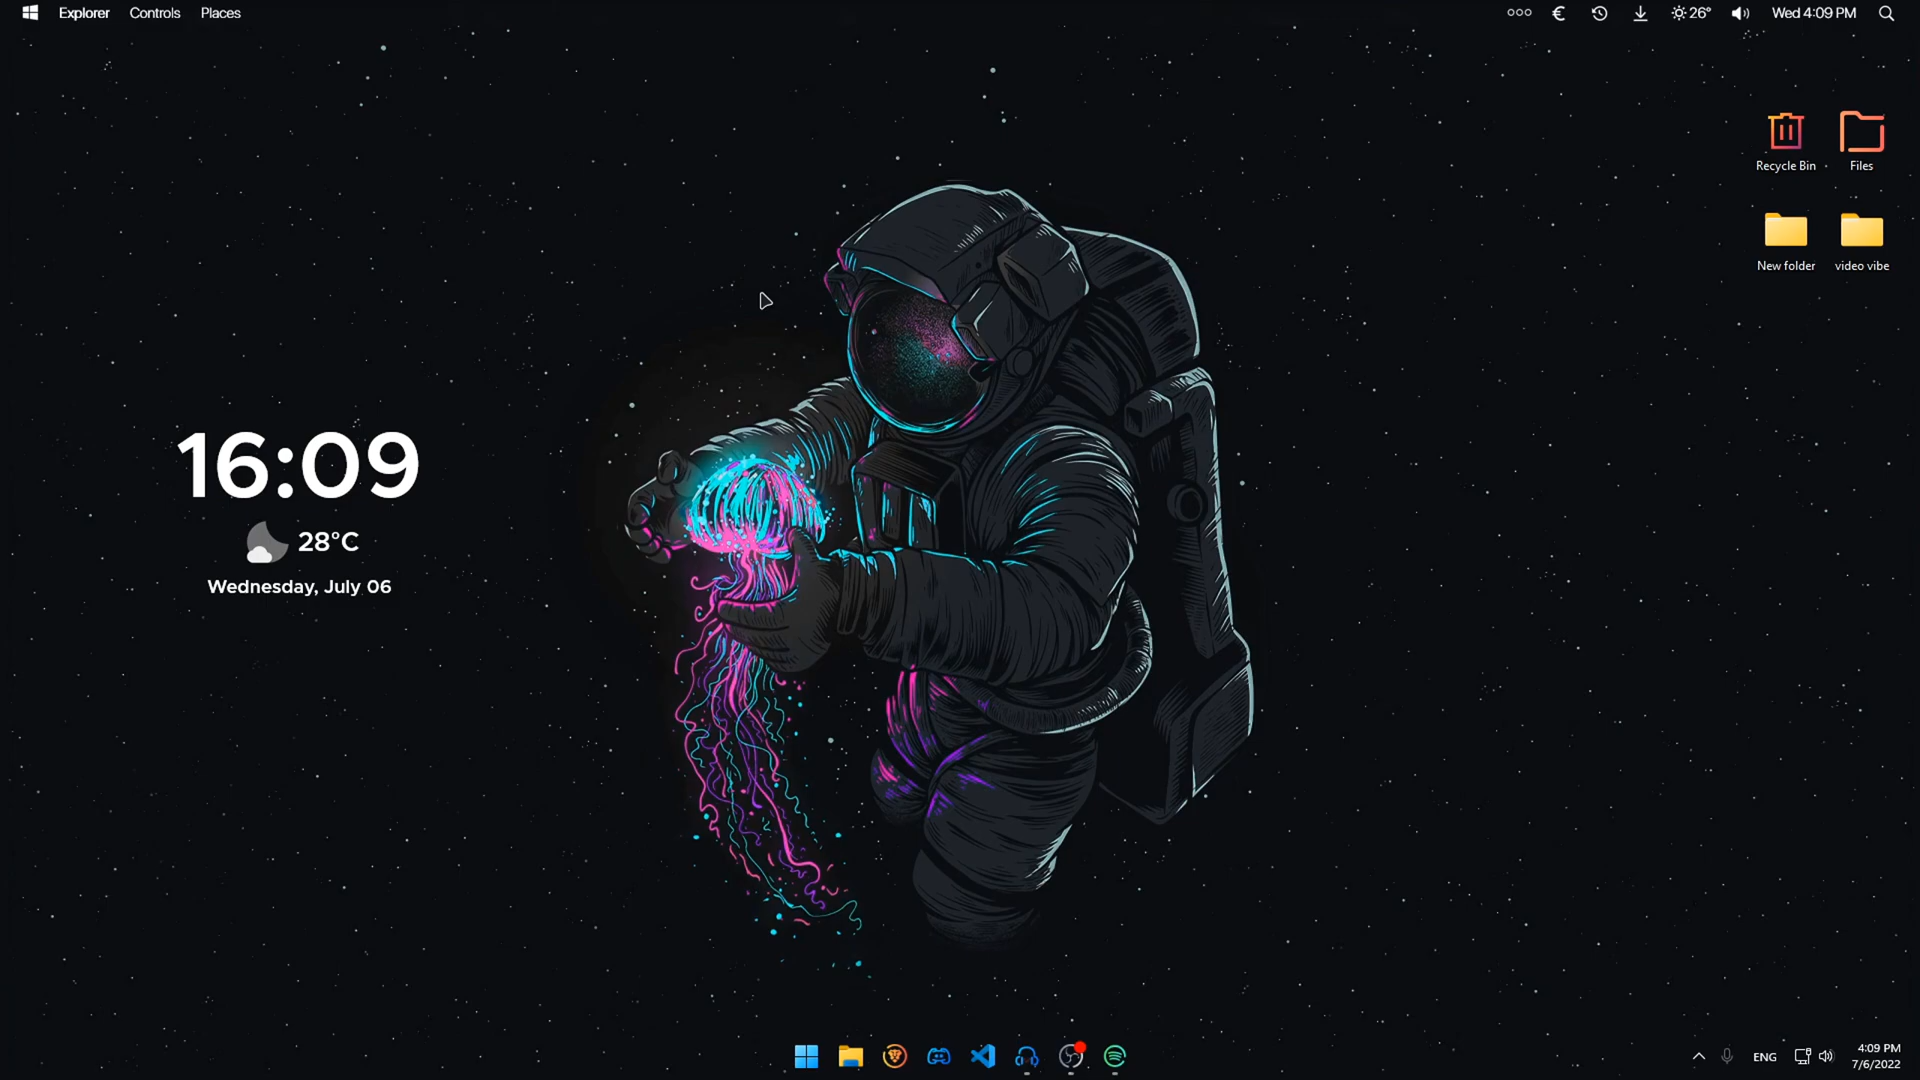 Explorer Controls Places
26° Wed 4:09 PM
Recycle Bin Files
New folder video vibe
16:09
28°C
Wednesday, July 06
ENG 4:09 PM
7/6/2022